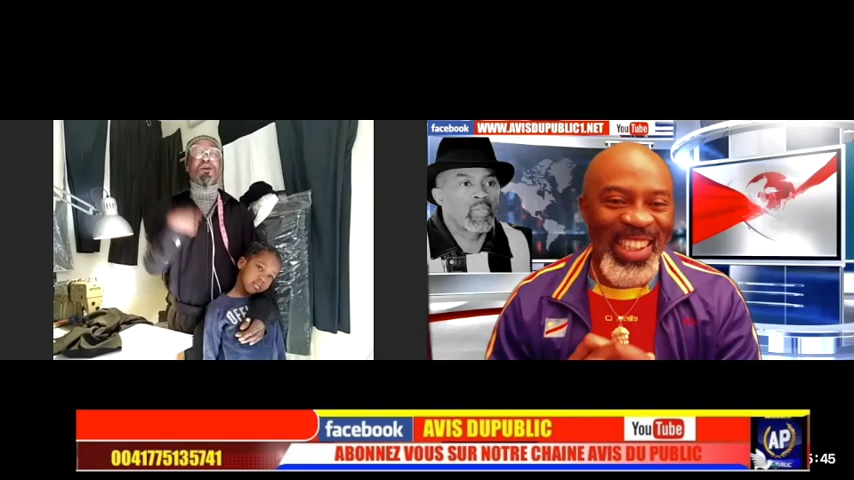 facebook WWW.AVISDUPUBLIC1.NET YouTube
facebook AVIS DUPUBLIC YouTube
0041775135741 ABONNEZ VOUS SUR NOTRE CHAINE AVIS DU PUBLIC
AP
PUBLIC
5:45